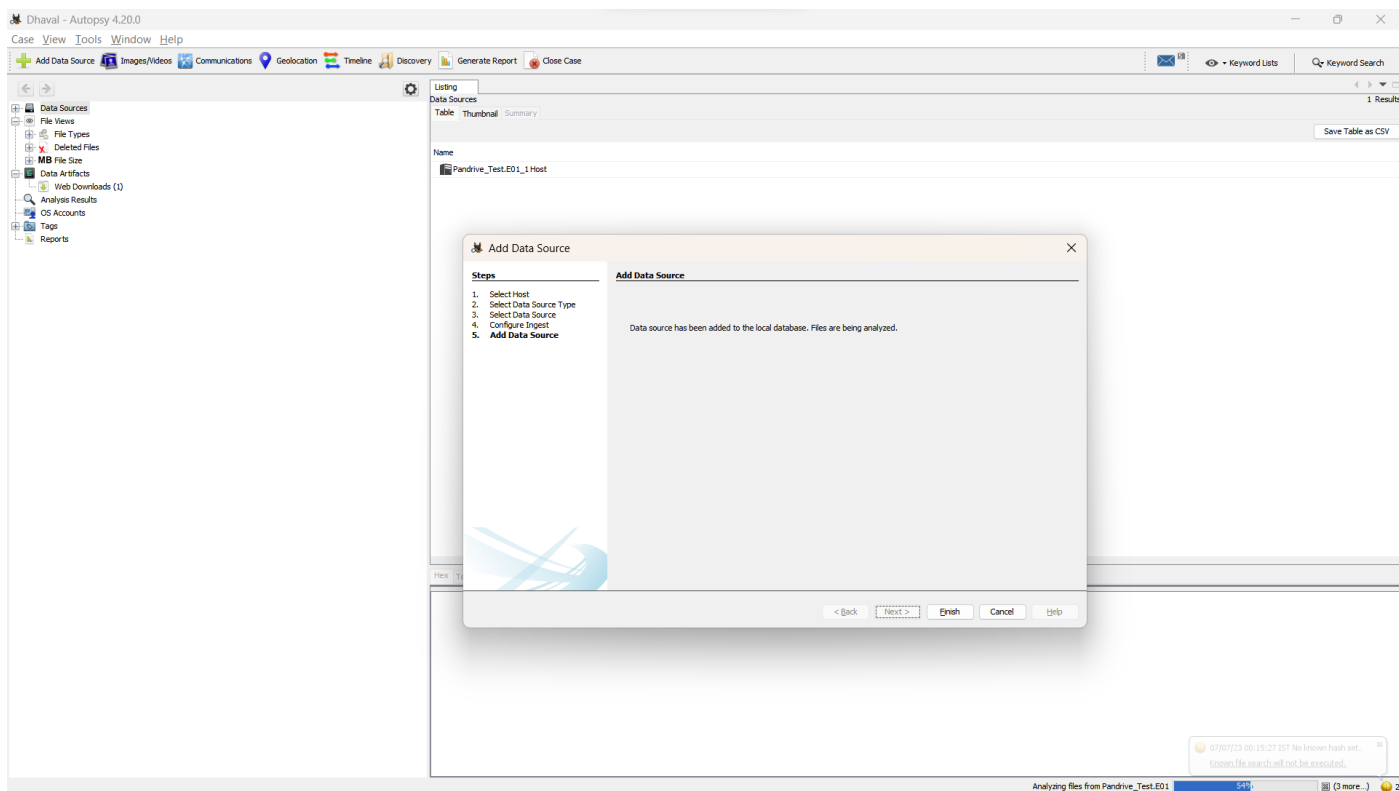 Dhaval - Autopsy 4.20.0
Case View Tools Window Help
Add Data Source Images/Videos Communications Geolocation Timeline Discovery Generate Report Close Case Keyword Lists Keyword Search
Listing
Data Sources 1 Results
Table Thumbnail Summary
Save Table as CSV
Name
Pandrive_Test.E01_1 Host
Data Sources
File Views
File Types
Deleted Files
MB File Size
Data Artifacts
Web Downloads (1)
Analysis Results
OS Accounts
Tags
Reports
Add Data Source
Steps
1. Select Host
2. Select Data Source Type
3. Select Data Source
4. Configure Ingest
5. Add Data Source
Add Data Source
Data source has been added to the local database. Files are being analyzed.
< Back Next > Finish Cancel Help
Hex
07/07/23 00:15:27 IST No known hash set.
Known file search will not be executed.
Analyzing files from Pandrive_Test.E01 54% (3 more...) 2